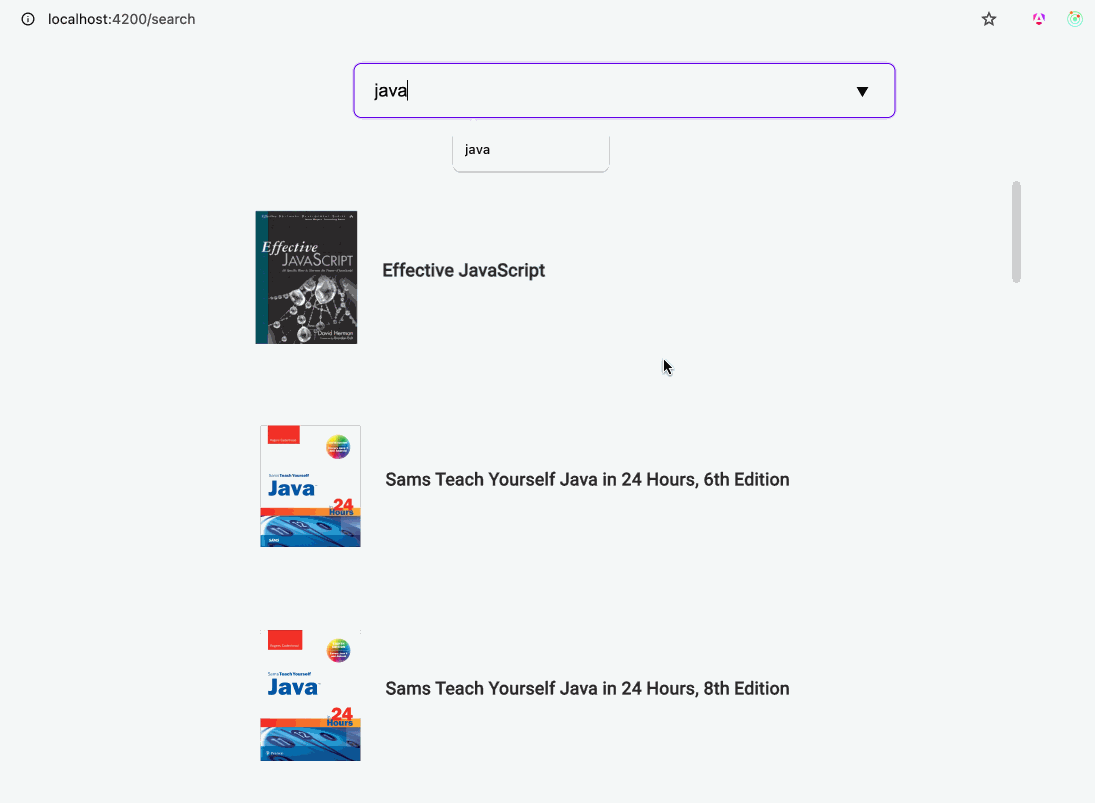 localhost:4200/search
java
java
Effective
JAVASCRIPT
David Herman
Effective JavaScript
Sams Teach Yourself
Java
24
Hours
SAMS
Sams Teach Yourself Java in 24 Hours, 6th Edition
Sams Teach Yourself
Java
24
Hours
Sams Teach Yourself Java in 24 Hours, 8th Edition